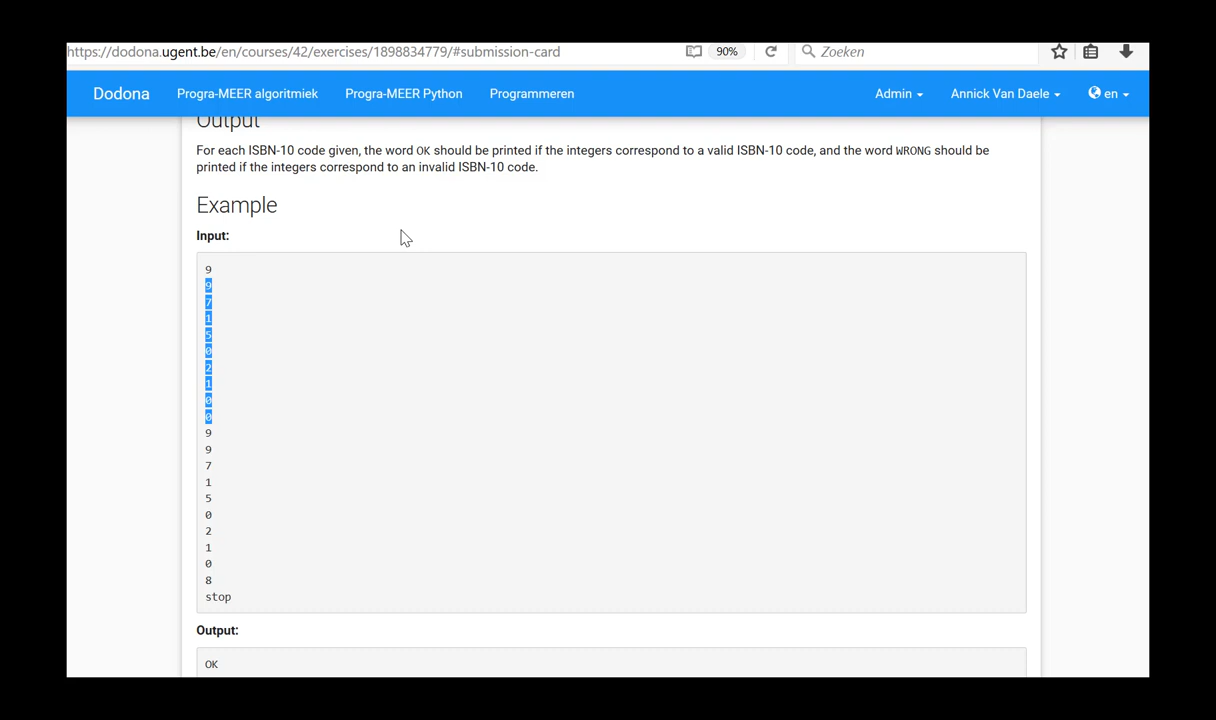 https://dodona.ugent.be/en/courses/42/exercises/1898834779/#submission-card 90% Zoeken
Dodona Progra-MEER algoritmiek Progra-MEER Python Programmeren Admin Annick Van Daele en
Output
For each ISBN-10 code given, the word OK should be printed if the integers correspond to a valid ISBN-10 code, and the word WRONG should be
printed if the integers correspond to an invalid ISBN-10 code.
Example
Input:
9
9
7
1
5
0
2
1
0
0
9
9
7
1
5
0
2
1
0
8
stop
Output:
OK